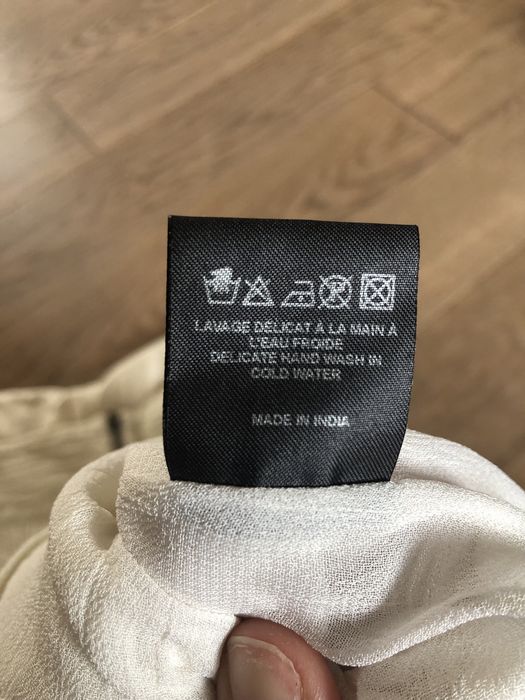 LAVAGE DÉLICAT À LA MAIN À
L'EAU FROIDE
DELICATE HAND WASH IN
COLD WATER
MADE IN INDIA